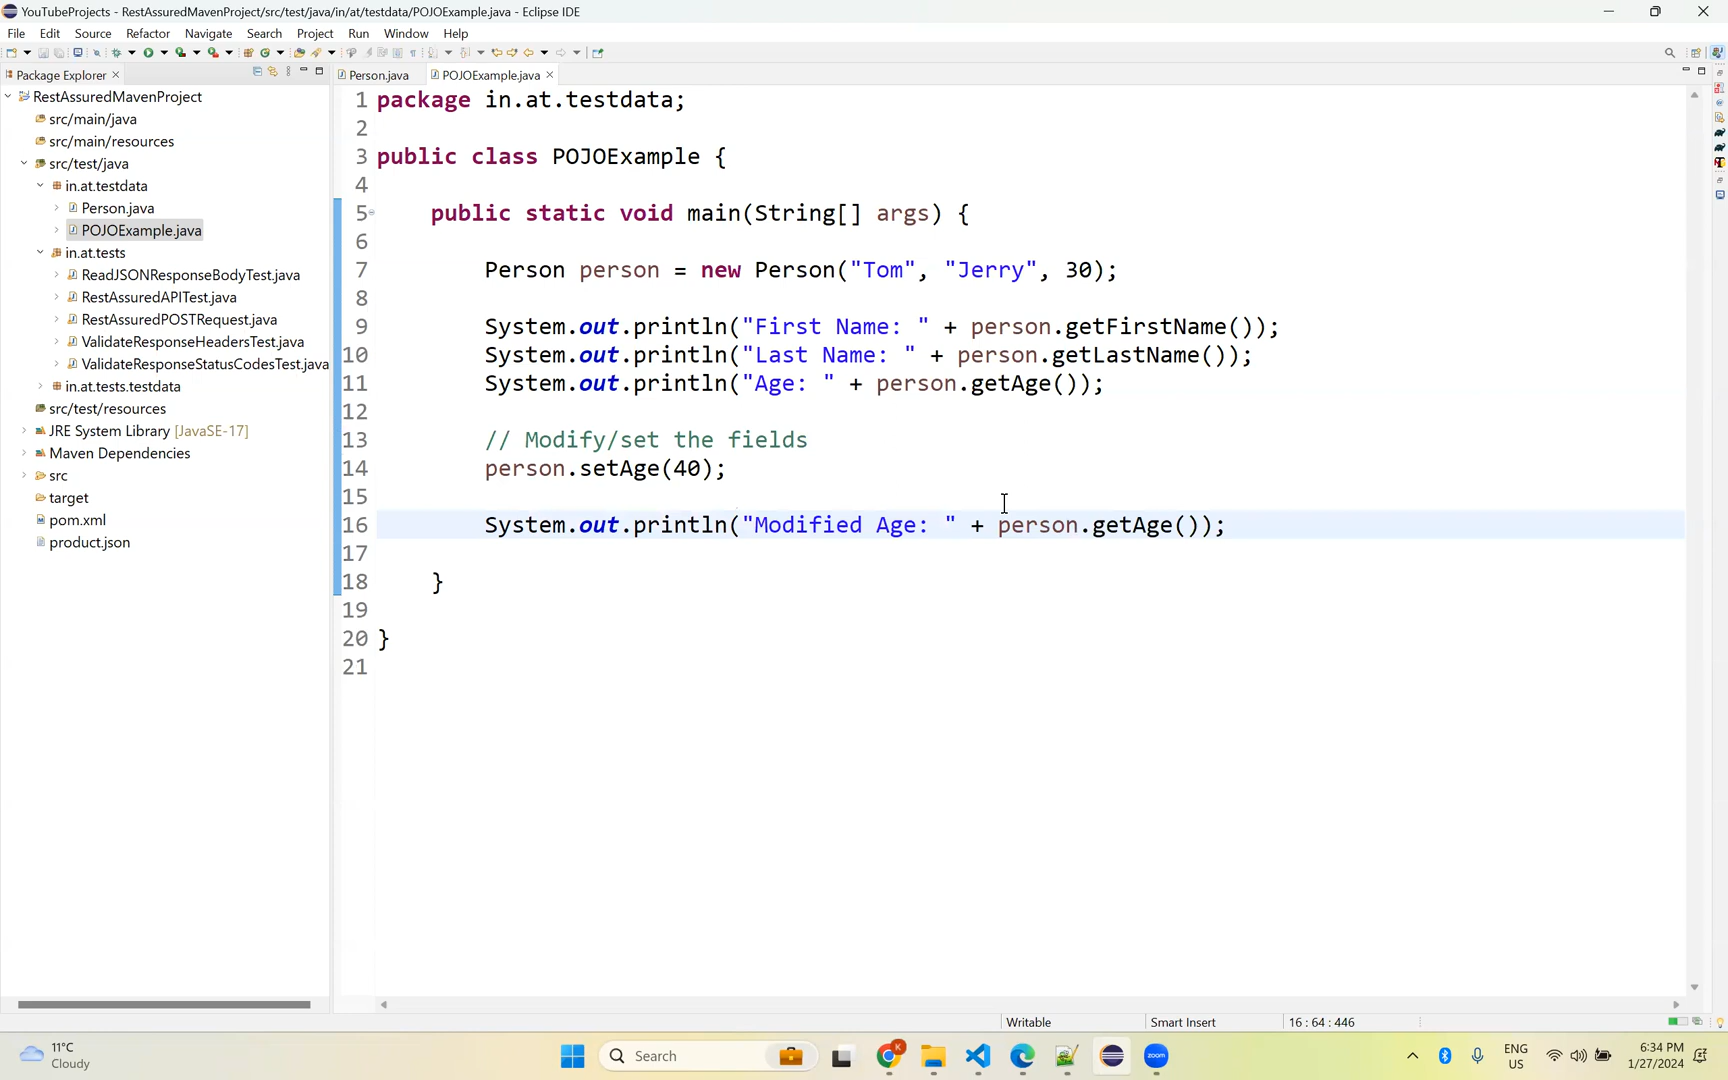 YouTubeProjects - RestAssuredMavenProject/src/test/java/in/at/testdata/POJOExample.java - Eclipse IDE
File Edit Source Refactor Navigate Search Project Run Window Help
Package Explorer
RestAssuredMavenProject
src/main/java
src/main/resources
src/test/java
in.at.testdata
Person.java
POJOExample.java
in.at.tests
ReadJSONResponseBodyTest.java
RestAssuredAPITest.java
RestAssuredPOSTRequest.java
ValidateResponseHeadersTest.java
ValidateResponseStatusCodesTest.java
in.at.tests.testdata
src/test/resources
JRE System Library [JavaSE-17]
Maven Dependencies
src
target
pom.xml
product.json
Person.java POJOExample.java
1 package in.at.testdata;
2
3 public class POJOExample {
4
5 public static void main(String[] args) {
6
7 Person person = new Person("Tom", "Jerry", 30);
8
9 System.out.println("First Name: " + person.getFirstName());
10 System.out.println("Last Name: " + person.getLastName());
11 System.out.println("Age: " + person.getAge());
12
13 // Modify/set the fields
14 person.setAge(40);
15
16 System.out.println("Modified Age: " + person.getAge());
17
18 }
19
20 }
21
Writable Smart Insert 16 : 64 : 446
11°C
Cloudy
Search
K
zoom
ENG
US
6:34 PM
1/27/2024